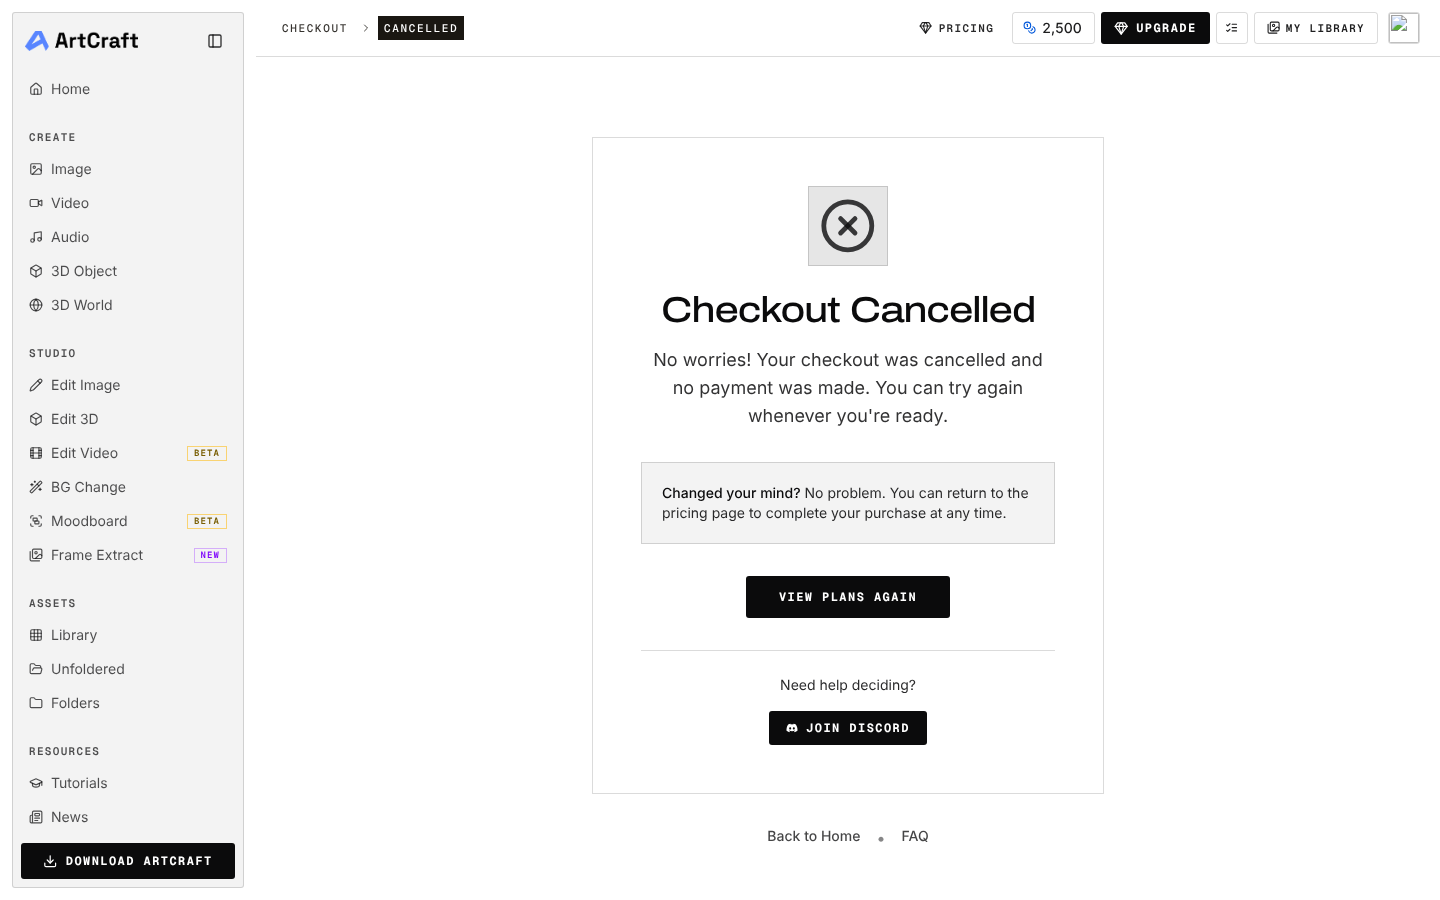 ArtCraft
Home
CREATE
Image
Video
Audio
3D Object
3D World
STUDIO
Edit Image
Edit 3D
Edit Video BETA
BG Change
Moodboard BETA
Frame Extract NEW
ASSETS
Library
Unfoldered
Folders
RESOURCES
Tutorials
News
DOWNLOAD ARTCRAFT
CHECKOUT > CANCELLED
PRICING
2,500
UPGRADE
MY LIBRARY
Checkout Cancelled
No worries! Your checkout was cancelled and
no payment was made. You can try again
whenever you're ready.
Changed your mind? No problem. You can return to the
pricing page to complete your purchase at any time.
VIEW PLANS AGAIN
Need help deciding?
JOIN DISCORD
Back to Home • FAQ